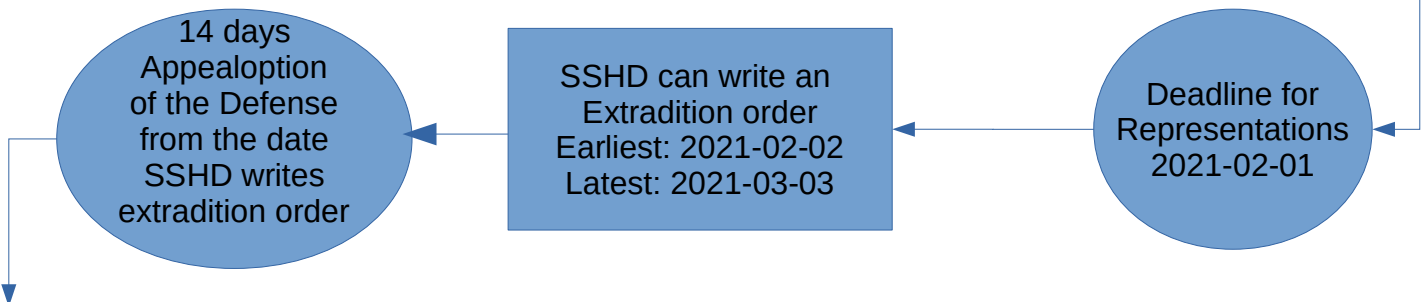 14 days
Appealoption
of the Defense
from the date
SSHD writes
extradition order
SSHD can write an
Extradition order
Earliest: 2021-02-02
Latest: 2021-03-03
Deadline for
Representations
2021-02-01